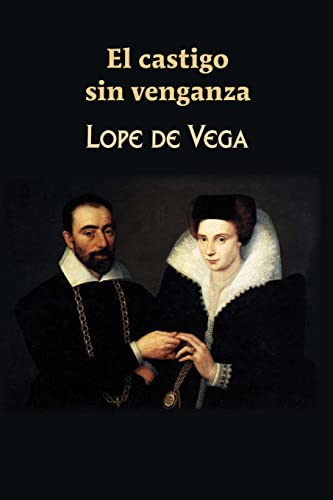 El castigo
sin venganza
LOPE DE VEGA